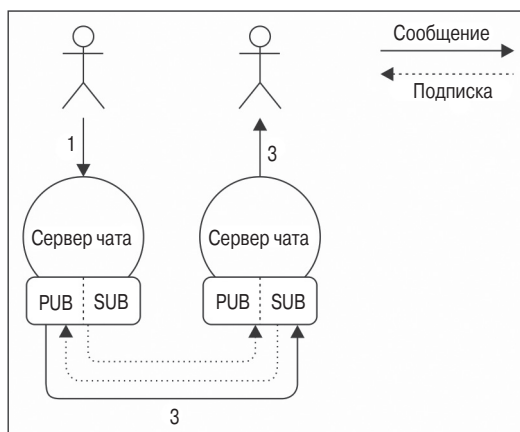 Сообщение
Подписка
1
3
Сервер чата
Сервер чата
PUB
SUB
PUB
SUB
3